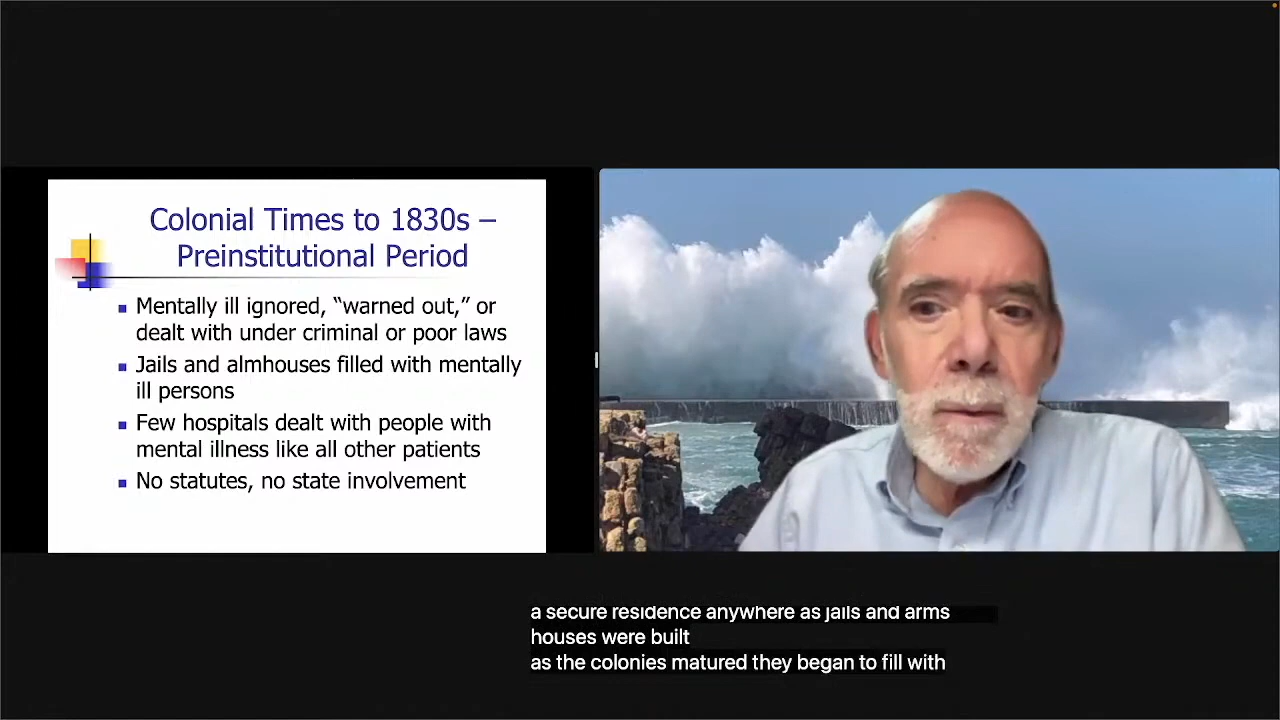 Colonial Times to 1830s –
Preinstitutional Period
Mentally ill ignored, “warned out,” or
dealt with under criminal or poor laws
Jails and almhouses filled with mentally
ill persons
Few hospitals dealt with people with
mental illness like all other patients
No statutes, no state involvement
a secure residence anywhere as jails and arms
houses were built
as the colonies matured they began to fill with